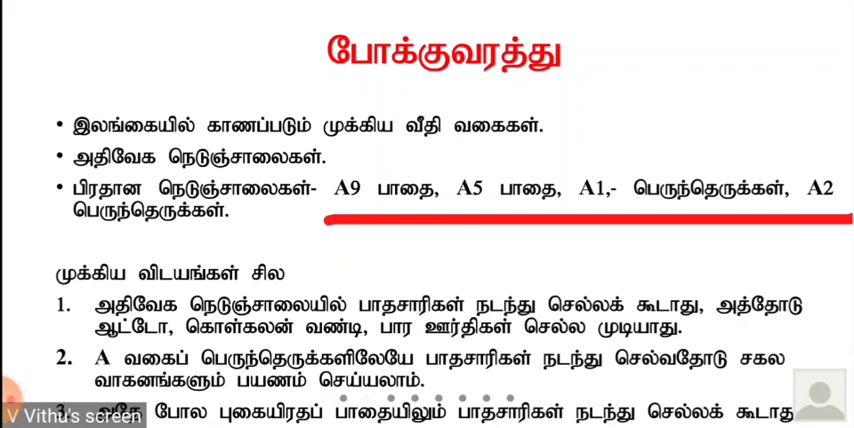 போக்குவரத்து
• இலங்கையில் காணப்படும் முக்கிய வீதி வகைகள்.
• அதிவேக நெடுஞ்சாலைகள்.
• பிரதான நெடுஞ்சாலைகள்- A9 பாதை, A5 பாதை, A1,- பெருந்தெருக்கள், A2
பெருந்தெருக்கள்.
முக்கிய விடயங்கள் சில
1. அதிவேக நெடுஞ்சாலையில் பாதசாரிகள் நடந்து செல்லக் கூடாது, அத்தோடு
ஆட்டோ, கொள்கலன் வண்டி, பார ஊர்திகள் செல்ல முடியாது.
2. A வகைப் பெருந்தெருக்களிலேயே பாதசாரிகள் நடந்து செல்வதோடு சகல
வாகனங்களும் பயணம் செய்யலாம்.
3. அதே போல புகையிரதப் பாதையிலும் பாதசாரிகள் நடந்து செல்லக் கூடாது
V Vithu's screen